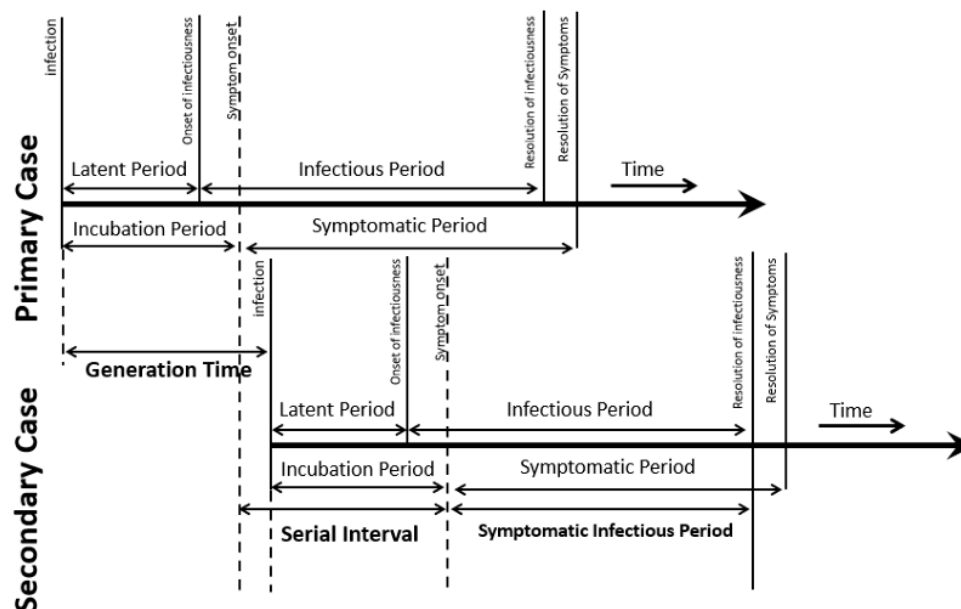 infection
Onset of infectiousness
Symptom onset
Resolution of infectiousness
Resolution of Symptoms
Primary Case
Latent Period
Infectious Period
Time
Incubation Period
Symptomatic Period
infection
Onset of infectiousness
Symptom onset
Resolution of infectiousness
Resolution of Symptoms
Generation Time
Secondary Case
Latent Period
Infectious Period
Time
Incubation Period
Symptomatic Period
Serial Interval
Symptomatic Infectious Period